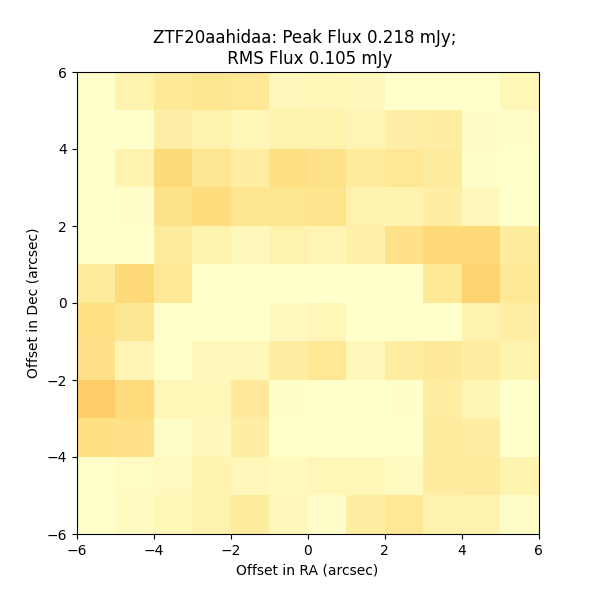 ZTF20aahidaa: Peak Flux 0.218 mJy;
RMS Flux 0.105 mJy
6
4
2
0
−2
−4
−6
Offset in Dec (arcsec)
−6 −4 −2 0 2 4 6
Offset in RA (arcsec)